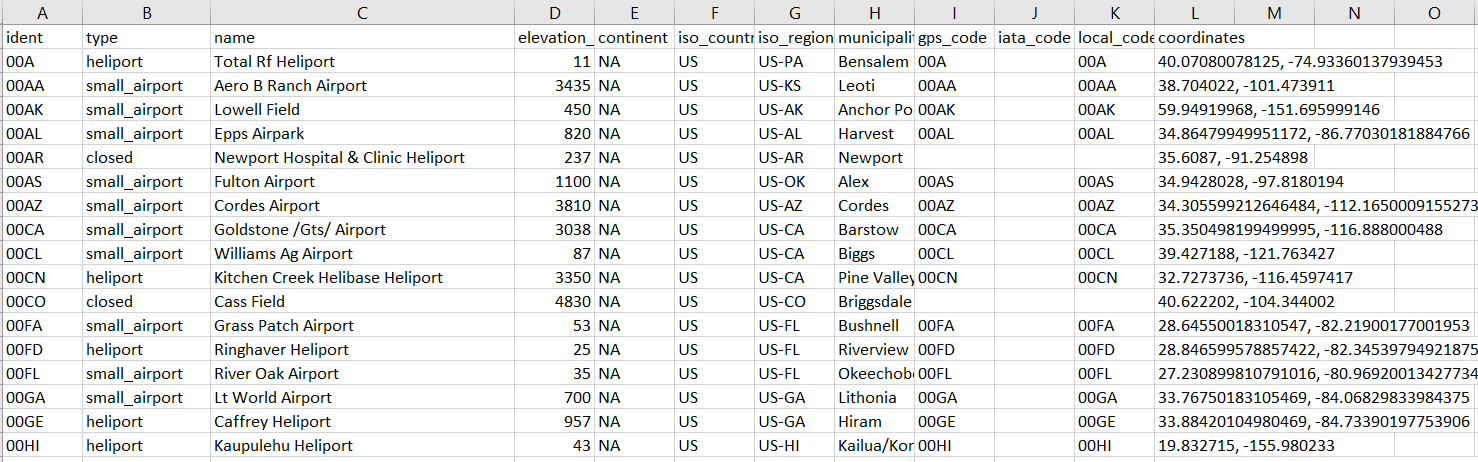 A B C D E F G H I J K L M N O
ident type name elevation_ continent iso_countr iso_region municipalit gps_code iata_code local_code coordinates
00A heliport Total Rf Heliport 11 NA US US-PA Bensalem 00A 00A 40.07080078125, -74.93360137939453
00AA small_airport Aero B Ranch Airport 3435 NA US US-KS Leoti 00AA 00AA 38.704022, -101.473911
00AK small_airport Lowell Field 450 NA US US-AK Anchor Po 00AK 00AK 59.94919968, -151.695999146
00AL small_airport Epps Airpark 820 NA US US-AL Harvest 00AL 00AL 34.86479949951172, -86.77030181884766
00AR closed Newport Hospital & Clinic Heliport 237 NA US US-AR Newport 35.6087, -91.254898
00AS small_airport Fulton Airport 1100 NA US US-OK Alex 00AS 00AS 34.9428028, -97.8180194
00AZ small_airport Cordes Airport 3810 NA US US-AZ Cordes 00AZ 00AZ 34.305599212646484, -112.1650009155273
00CA small_airport Goldstone /Gts/ Airport 3038 NA US US-CA Barstow 00CA 00CA 35.350498199499995, -116.888000488
00CL small_airport Williams Ag Airport 87 NA US US-CA Biggs 00CL 00CL 39.427188, -121.763427
00CN heliport Kitchen Creek Helibase Heliport 3350 NA US US-CA Pine Valley 00CN 00CN 32.7273736, -116.4597417
00CO closed Cass Field 4830 NA US US-CO Briggsdale 40.622202, -104.344002
00FA small_airport Grass Patch Airport 53 NA US US-FL Bushnell 00FA 00FA 28.64550018310547, -82.21900177001953
00FD heliport Ringhaver Heliport 25 NA US US-FL Riverview 00FD 00FD 28.846599578857422, -82.34539794921875
00FL small_airport River Oak Airport 35 NA US US-FL Okeechob 00FL 00FL 27.230899810791016, -80.96920013427734
00GA small_airport Lt World Airport 700 NA US US-GA Lithonia 00GA 00GA 33.76750183105469, -84.06829833984375
00GE heliport Caffrey Heliport 957 NA US US-GA Hiram 00GE 00GE 33.88420104980469, -84.73390197753906
00HI heliport Kaupulehu Heliport 43 NA US US-HI Kailua/Kor 00HI 00HI 19.832715, -155.980233